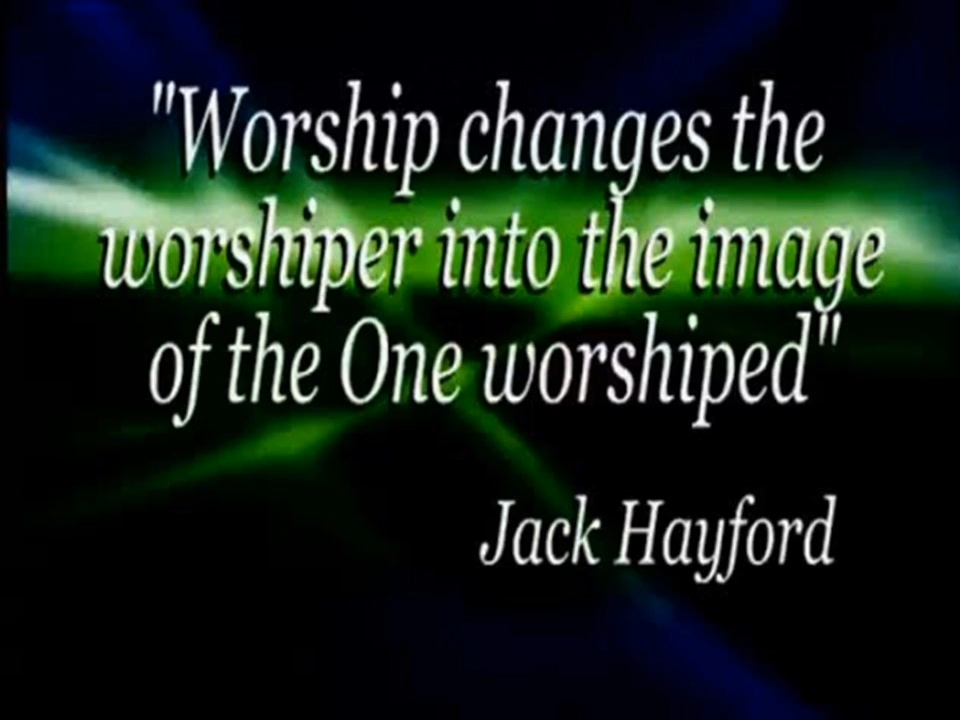 "Worship changes the
worshiper into the image
of the One worshiped"
Jack Hayford